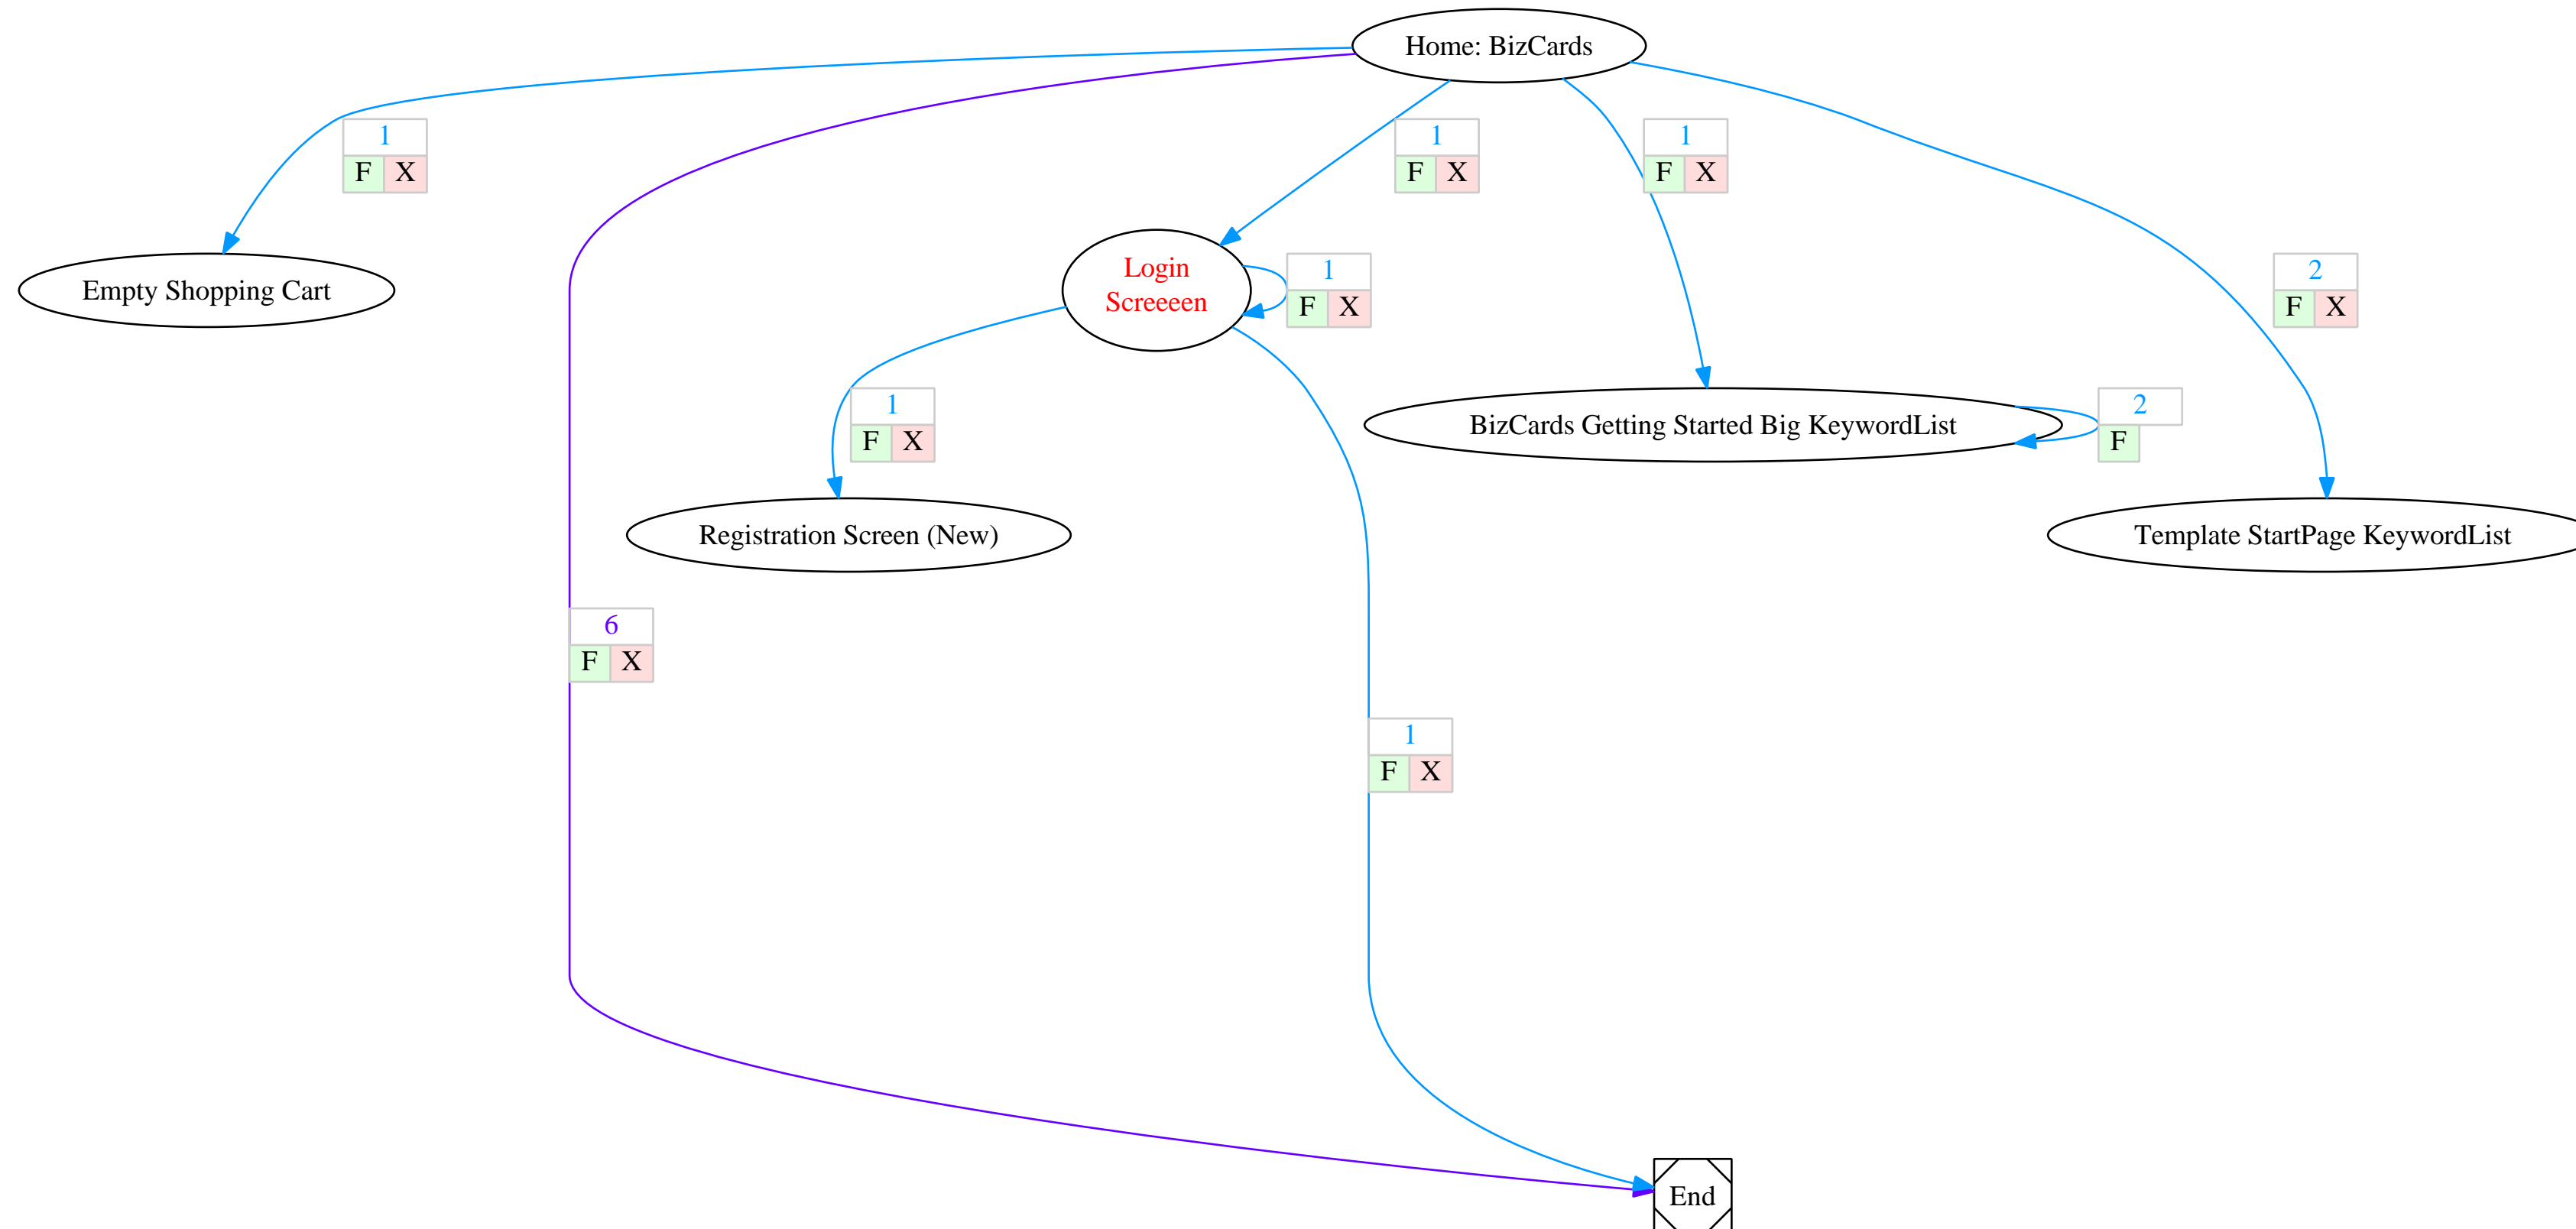 Home: BizCards
1
F X
1
F X
1
F X
Empty Shopping Cart
Login
Screeeen
1
F X
2
F X
1
F X
BizCards Getting Started Big KeywordList
2
F
Registration Screen (New)
Template StartPage KeywordList
6
F X
1
F X
End